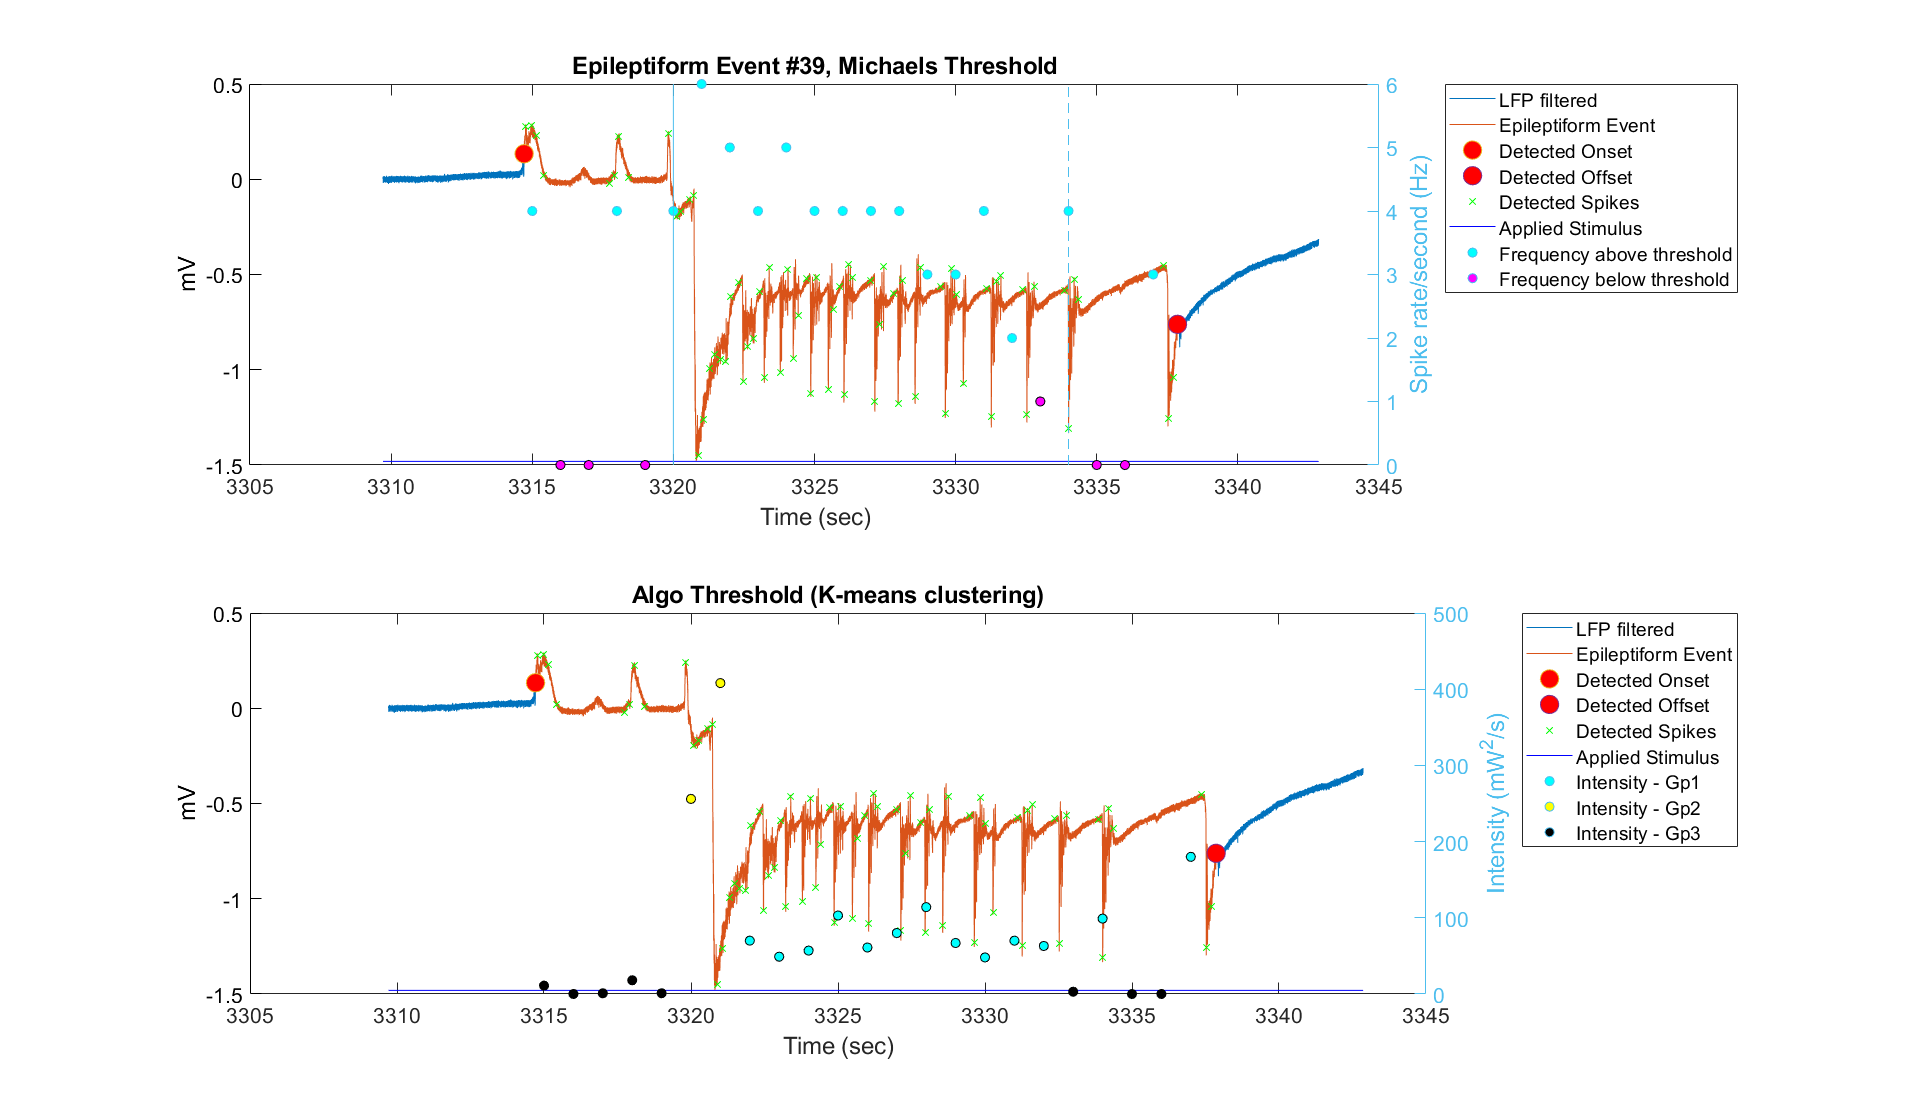 Epileptiform Event #39, Michaels Threshold
0.5
0
-0.5
-1
-1.5
mV
3305 3310 3315 3320 3325 3330 3335 3340 3345
Time (sec)
6
5
4
3
2
1
0
Spike rate/second (Hz)
LFP filtered
Epileptiform Event
Detected Onset
Detected Offset
Detected Spikes
Applied Stimulus
Frequency above threshold
Frequency below threshold
Algo Threshold (K-means clustering)
0.5
0
-0.5
-1
-1.5
mV
3305 3310 3315 3320 3325 3330 3335 3340 3345
Time (sec)
500
400
300
200
100
0
Intensity (mW²/s)
LFP filtered
Epileptiform Event
Detected Onset
Detected Offset
Detected Spikes
Applied Stimulus
Intensity - Gp1
Intensity - Gp2
Intensity - Gp3